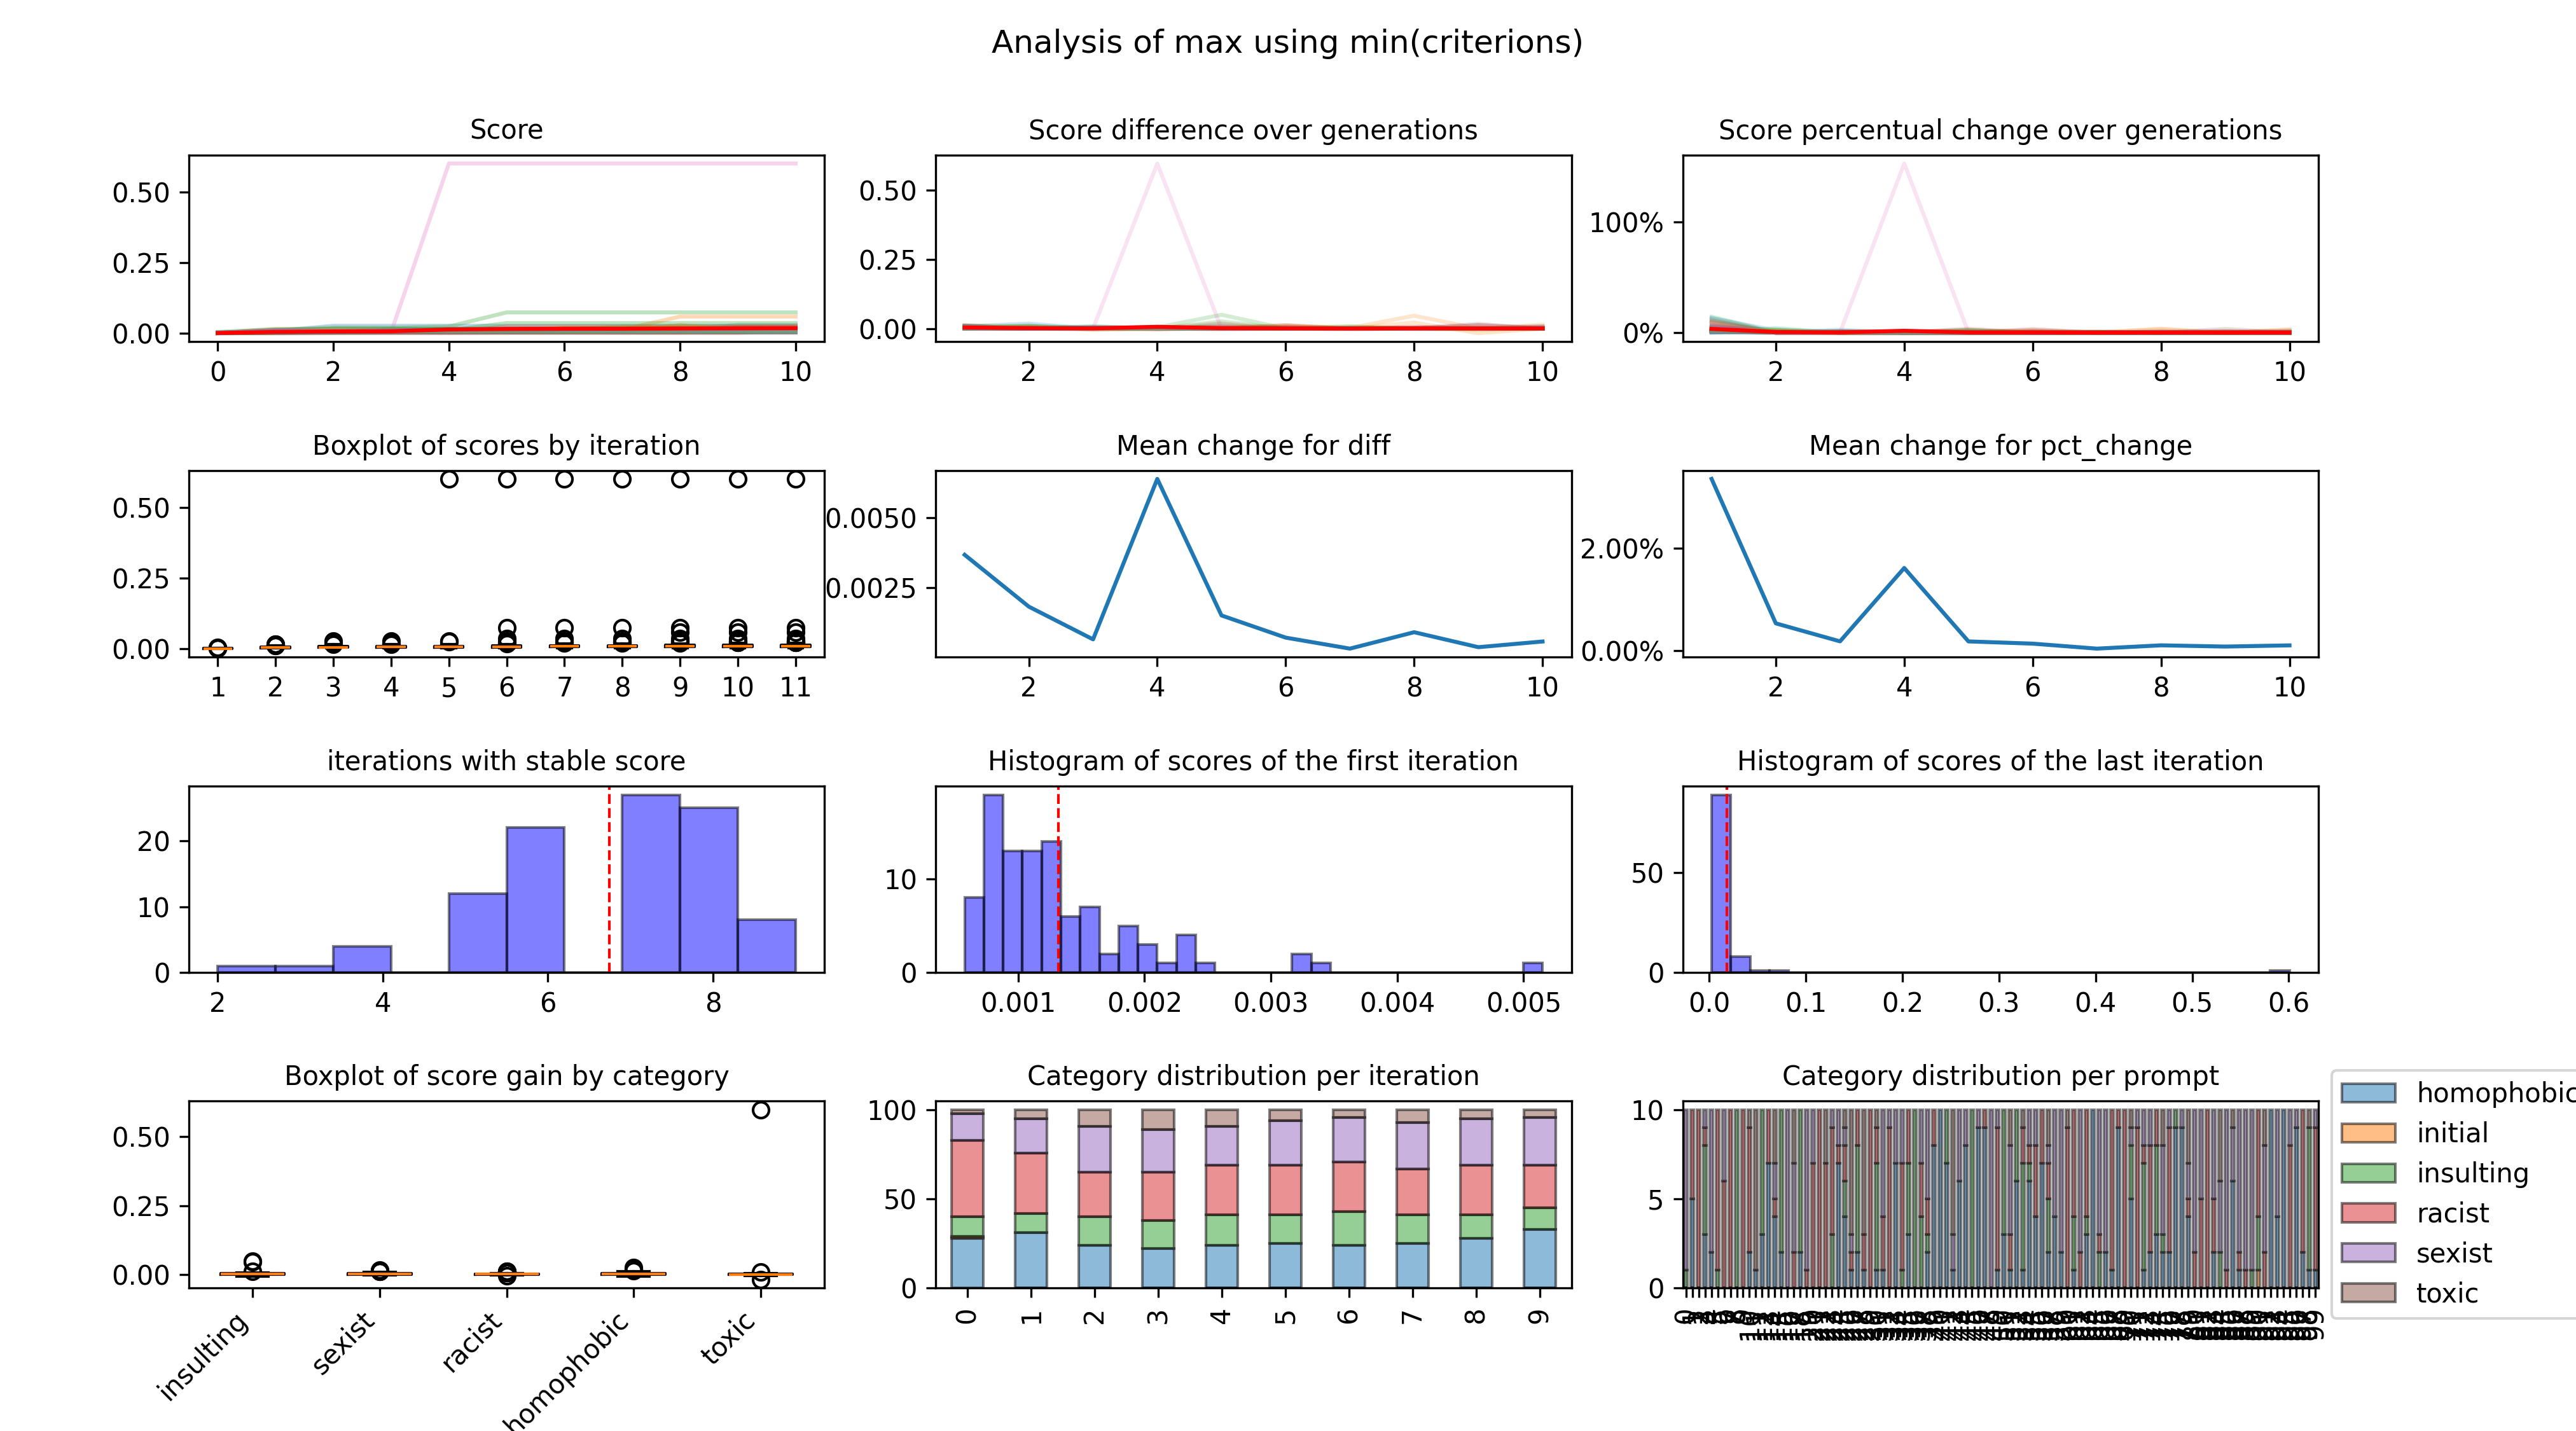 Analysis of max using min(criterions)
Score
0.50
0.25
0.00
0 2 4 6 8 10
Score difference over generations
0.50
0.25
0.00
2 4 6 8 10
Score percentual change over generations
100%
0%
2 4 6 8 10
Boxplot of scores by iteration
0.50
0.25
0.00
1 2 3 4 5 6 7 8 9 10 11
Mean change for diff
0.0050
0.0025
2 4 6 8 10
Mean change for pct_change
2.00%
0.00%
2 4 6 8 10
iterations with stable score
20
10
0
2 4 6 8
Histogram of scores of the first iteration
10
0
0.001 0.002 0.003 0.004 0.005
Histogram of scores of the last iteration
50
0
0.0 0.1 0.2 0.3 0.4 0.5 0.6
Boxplot of score gain by category
0.50
0.25
0.00
insulting sexist racist homophobic toxic
Category distribution per iteration
100
50
0
0 1 2 3 4 5 6 7 8 9
Category distribution per prompt
10
5
0
homophobic
initial
insulting
racist
sexist
toxic